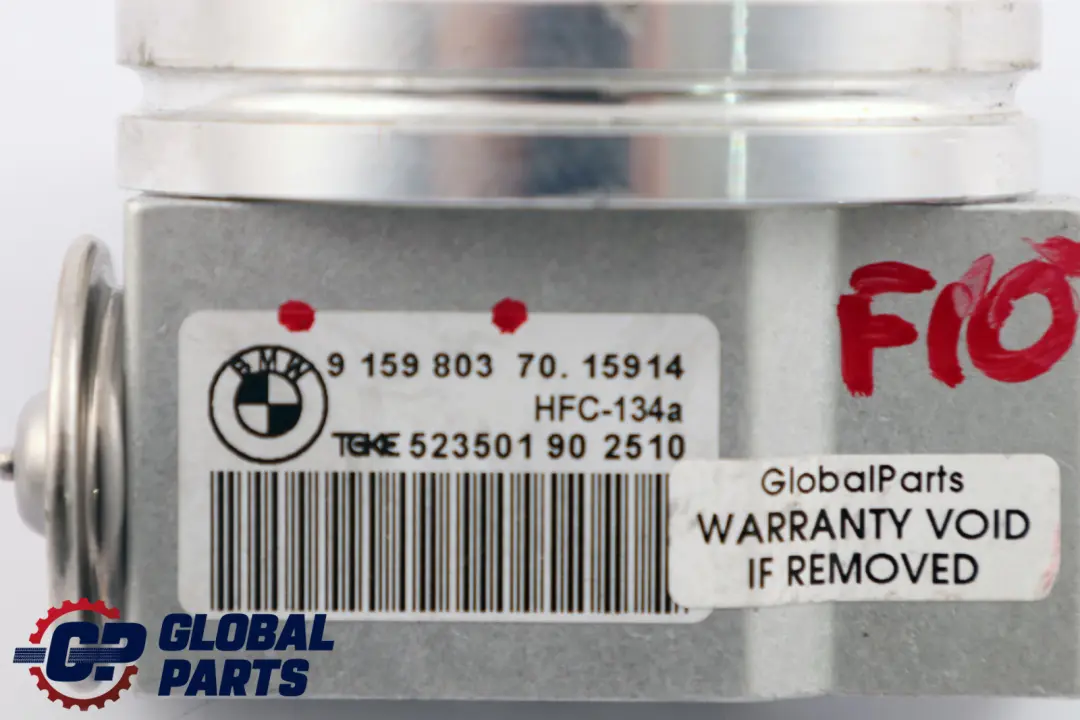 F10
BMW
9 159 803 70. 15914
HFC-134a
TGKE 523501 90 2510
GlobalParts
WARRANTY VOID
IF REMOVED
GP GLOBAL
PARTS